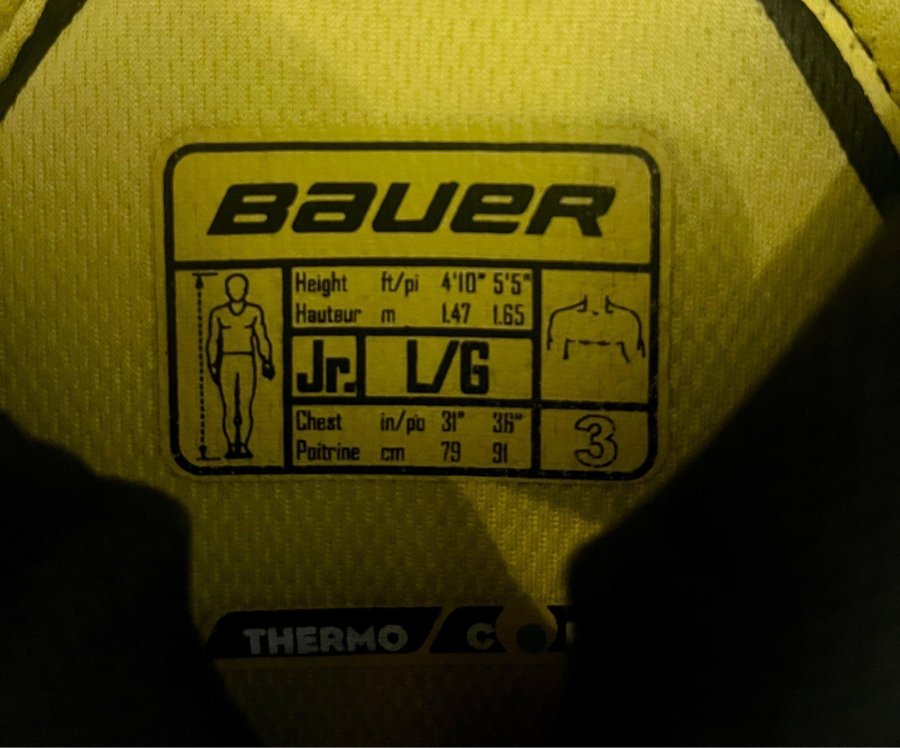 BAUER
Height ft/pi 4'10" 5'5"
Hauteur m 1.47 1.65
Jr. L/G
Chest in/po 31" 36"
Poitrine cm 79 91
3
THERMO